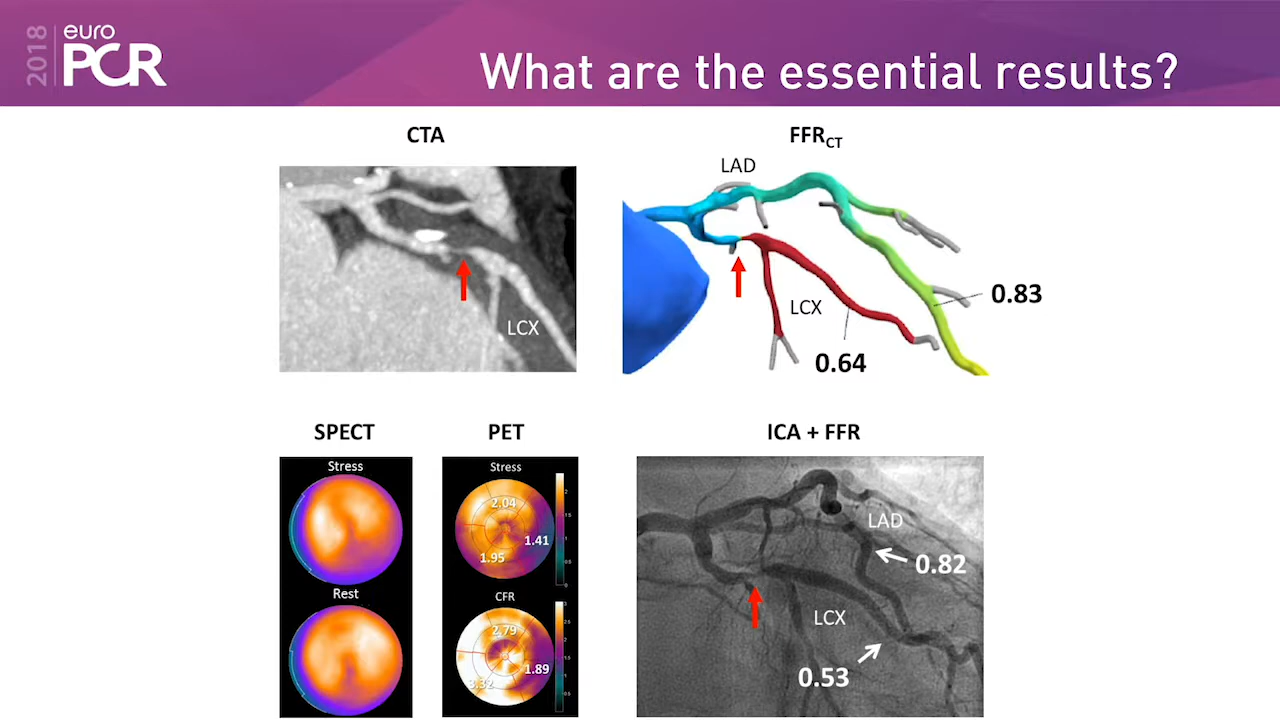 2018
euro
PCR
What are the essential results?
CTA
FFRCT
LAD
LCX
0.83
LCX
0.64
SPECT
PET
ICA + FFR
Stress
Stress
2.04
1.41
1.95
LAD
0.82
Rest
CFR
2.79
1.89
3.32
LCX
0.53